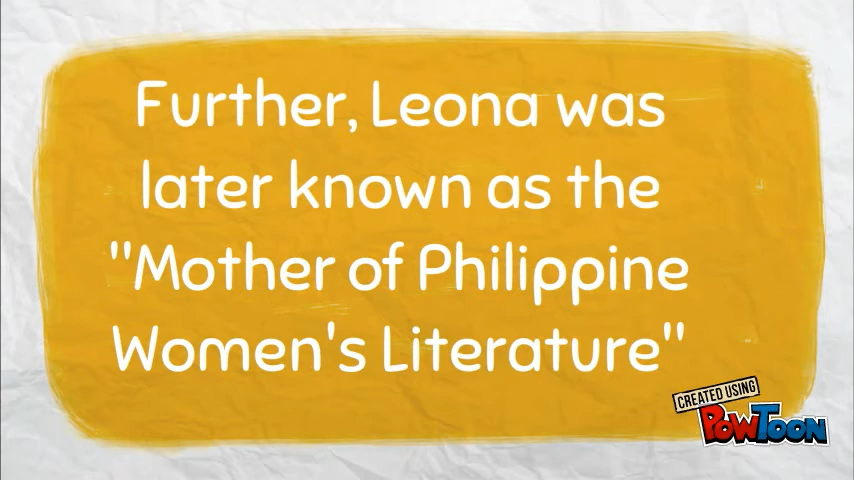 Further, Leona was
later known as the
"Mother of Philippine
Women's Literature"
CREATED USING
POWTOON